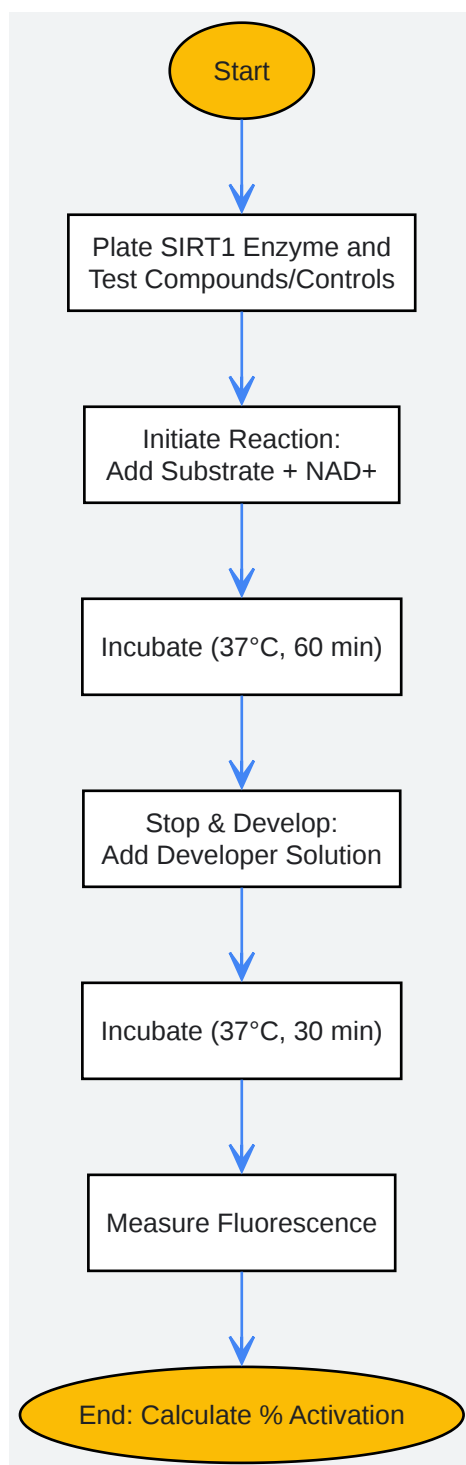 Start
Plate SIRT1 Enzyme and
Test Compounds/Controls
Initiate Reaction:
Add Substrate + NAD+
Incubate (37°C, 60 min)
Stop & Develop:
Add Developer Solution
Incubate (37°C, 30 min)
Measure Fluorescence
End: Calculate % Activation